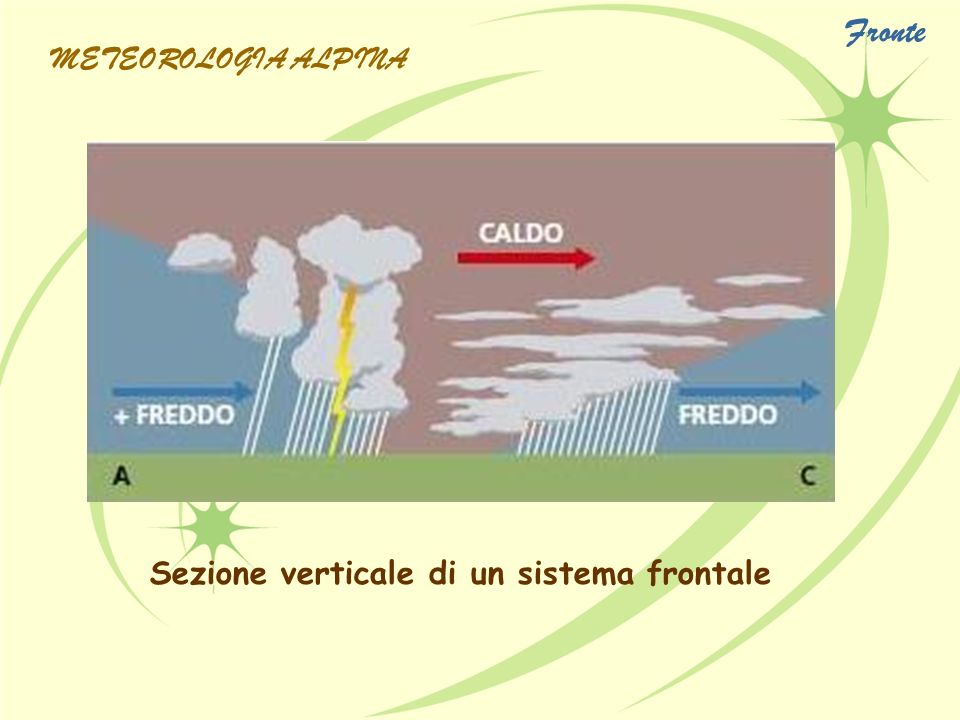 Fronte
METEOROLOGIA ALPINA
CALDO
+ FREDDO
FREDDO
A
C
Sezione verticale di un sistema frontale